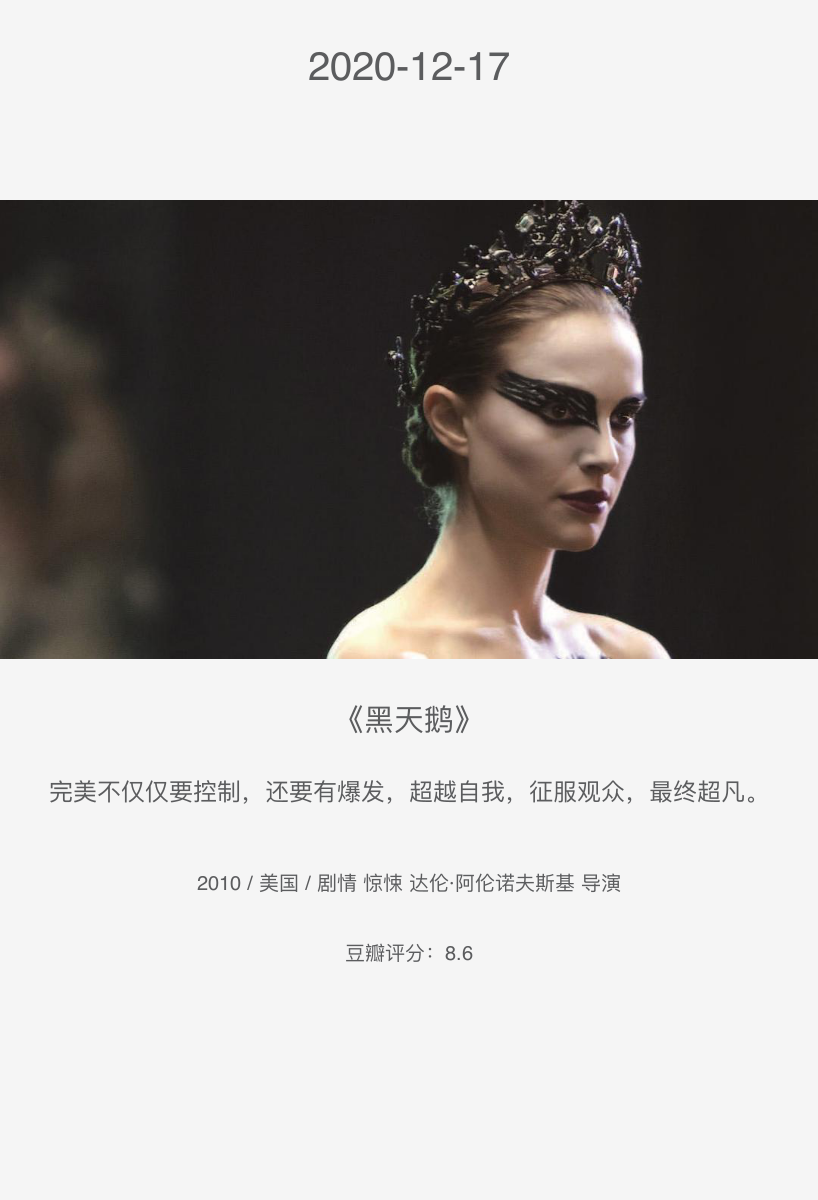 2020-12-17
《黑天鹅》
完美不仅仅要控制，还要有爆发，超越自我，征服观众，最终超凡。
2010 / 美国 / 剧情 惊悚 达伦·阿伦诺夫斯基 导演
豆瓣评分：8.6